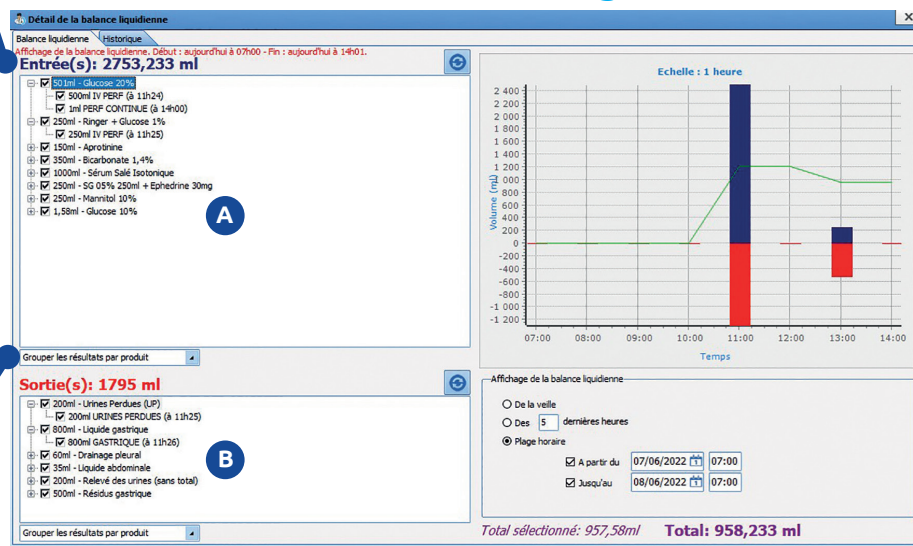 Détail de la balance liquidienne
Balance liquidienne
Historique
Affichage de la balance liquidienne. Début : aujourd'hui à 07h00 - Fin : aujourd'hui à 14h01.
Entrée(s): 2753,233 ml
501ml - Glucose 20%
500ml IV PERF (à 11h24)
1ml PERF CONTINUE (à 14h00)
250ml - Ringer + Glucose 1%
250ml IV PERF (à 11h25)
150ml - Aprotinine
350ml - Bicarbonate 1,4%
1000ml - Sérum Salé Isotonique
250ml - SG 05% 250ml + Ephedrine 30mg
250ml - Mannitol 10%
1,58ml - Glucose 10%
A
Grouper les résultats par produit
Sortie(s): 1795 ml
200ml - Urines Perdues (UP)
200ml URINES PERDUES (à 11h25)
800ml - Liquide gastrique
800ml GASTRIQUE (à 11h26)
60ml - Drainage pleural
35ml - Liquide abdominale
200ml - Relevé des urines (sans total)
500ml - Résidus gastrique
B
Grouper les résultats par produit
Echelle : 1 heure
2 400
2 200
2 000
1 800
1 600
1 400
1 200
1 000
800
600
400
200
0
-200
-400
-600
-800
-1 000
-1 200
Volume (ml)
07:00 08:00 09:00 10:00 11:00 12:00 13:00 14:00
Temps
Affichage de la balance liquidienne
De la veille
Des 5 dernières heures
Plage horaire
A partir du 07/06/2022 07:00
Jusqu'au 08/06/2022 07:00
Total sélectionné: 957,58ml Total: 958,233 ml